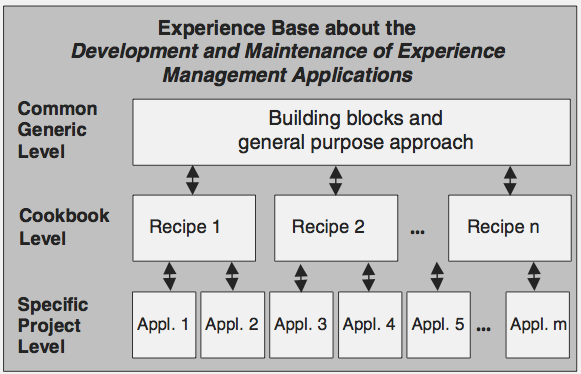 Experience Base about the
Development and Maintenance of Experience
Management Applications
Common
Generic
Level
Building blocks and
general purpose approach
Cookbook
Level
Recipe 1
Recipe 2
...
Recipe n
Specific
Project
Level
Appl. 1
Appl. 2
Appl. 3
Appl. 4
Appl. 5
...
Appl. m